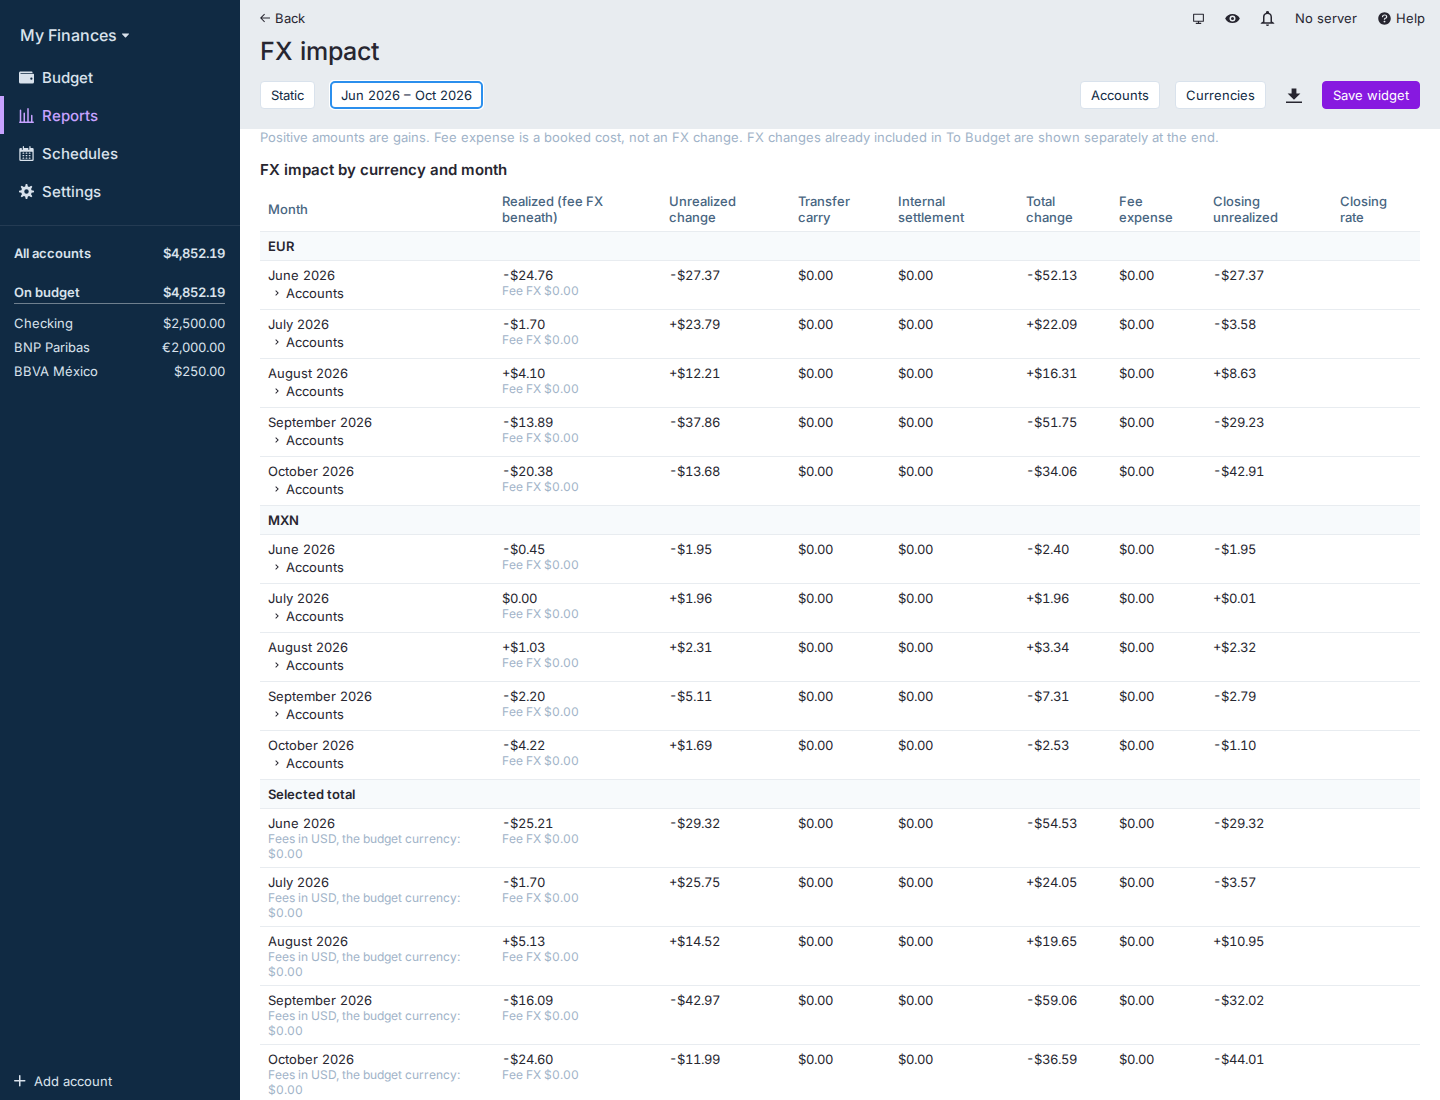 My Finances
Budget
Reports
Schedules
Settings
All accounts $4,852.19
On budget $4,852.19
Checking $2,500.00
BNP Paribas €2,000.00
BBVA México $250.00
Add account
Back
No server
Help
FX impact
Static
Jun 2026 – Oct 2026
Accounts
Currencies
Save widget
Positive amounts are gains. Fee expense is a booked cost, not an FX change. FX changes already included in To Budget are shown separately at the end.
FX impact by currency and month
Month Realized (fee FX beneath) Unrealized change Transfer carry Internal settlement Total change Fee expense Closing unrealized Closing rate
EUR
June 2026 -$24.76 -$27.37 $0.00 $0.00 -$52.13 $0.00 -$27.37
Accounts Fee FX $0.00
July 2026 -$1.70 +$23.79 $0.00 $0.00 +$22.09 $0.00 -$3.58
Accounts Fee FX $0.00
August 2026 +$4.10 +$12.21 $0.00 $0.00 +$16.31 $0.00 +$8.63
Accounts Fee FX $0.00
September 2026 -$13.89 -$37.86 $0.00 $0.00 -$51.75 $0.00 -$29.23
Accounts Fee FX $0.00
October 2026 -$20.38 -$13.68 $0.00 $0.00 -$34.06 $0.00 -$42.91
Accounts Fee FX $0.00
MXN
June 2026 -$0.45 -$1.95 $0.00 $0.00 -$2.40 $0.00 -$1.95
Accounts Fee FX $0.00
July 2026 $0.00 +$1.96 $0.00 $0.00 +$1.96 $0.00 +$0.01
Accounts Fee FX $0.00
August 2026 +$1.03 +$2.31 $0.00 $0.00 +$3.34 $0.00 +$2.32
Accounts Fee FX $0.00
September 2026 -$2.20 -$5.11 $0.00 $0.00 -$7.31 $0.00 -$2.79
Accounts Fee FX $0.00
October 2026 -$4.22 +$1.69 $0.00 $0.00 -$2.53 $0.00 -$1.10
Accounts Fee FX $0.00
Selected total
June 2026 -$25.21 -$29.32 $0.00 $0.00 -$54.53 $0.00 -$29.32
Fees in USD, the budget currency: Fee FX $0.00
$0.00
July 2026 -$1.70 +$25.75 $0.00 $0.00 +$24.05 $0.00 -$3.57
Fees in USD, the budget currency: Fee FX $0.00
$0.00
August 2026 +$5.13 +$14.52 $0.00 $0.00 +$19.65 $0.00 +$10.95
Fees in USD, the budget currency: Fee FX $0.00
$0.00
September 2026 -$16.09 -$42.97 $0.00 $0.00 -$59.06 $0.00 -$32.02
Fees in USD, the budget currency: Fee FX $0.00
$0.00
October 2026 -$24.60 -$11.99 $0.00 $0.00 -$36.59 $0.00 -$44.01
Fees in USD, the budget currency: Fee FX $0.00
$0.00